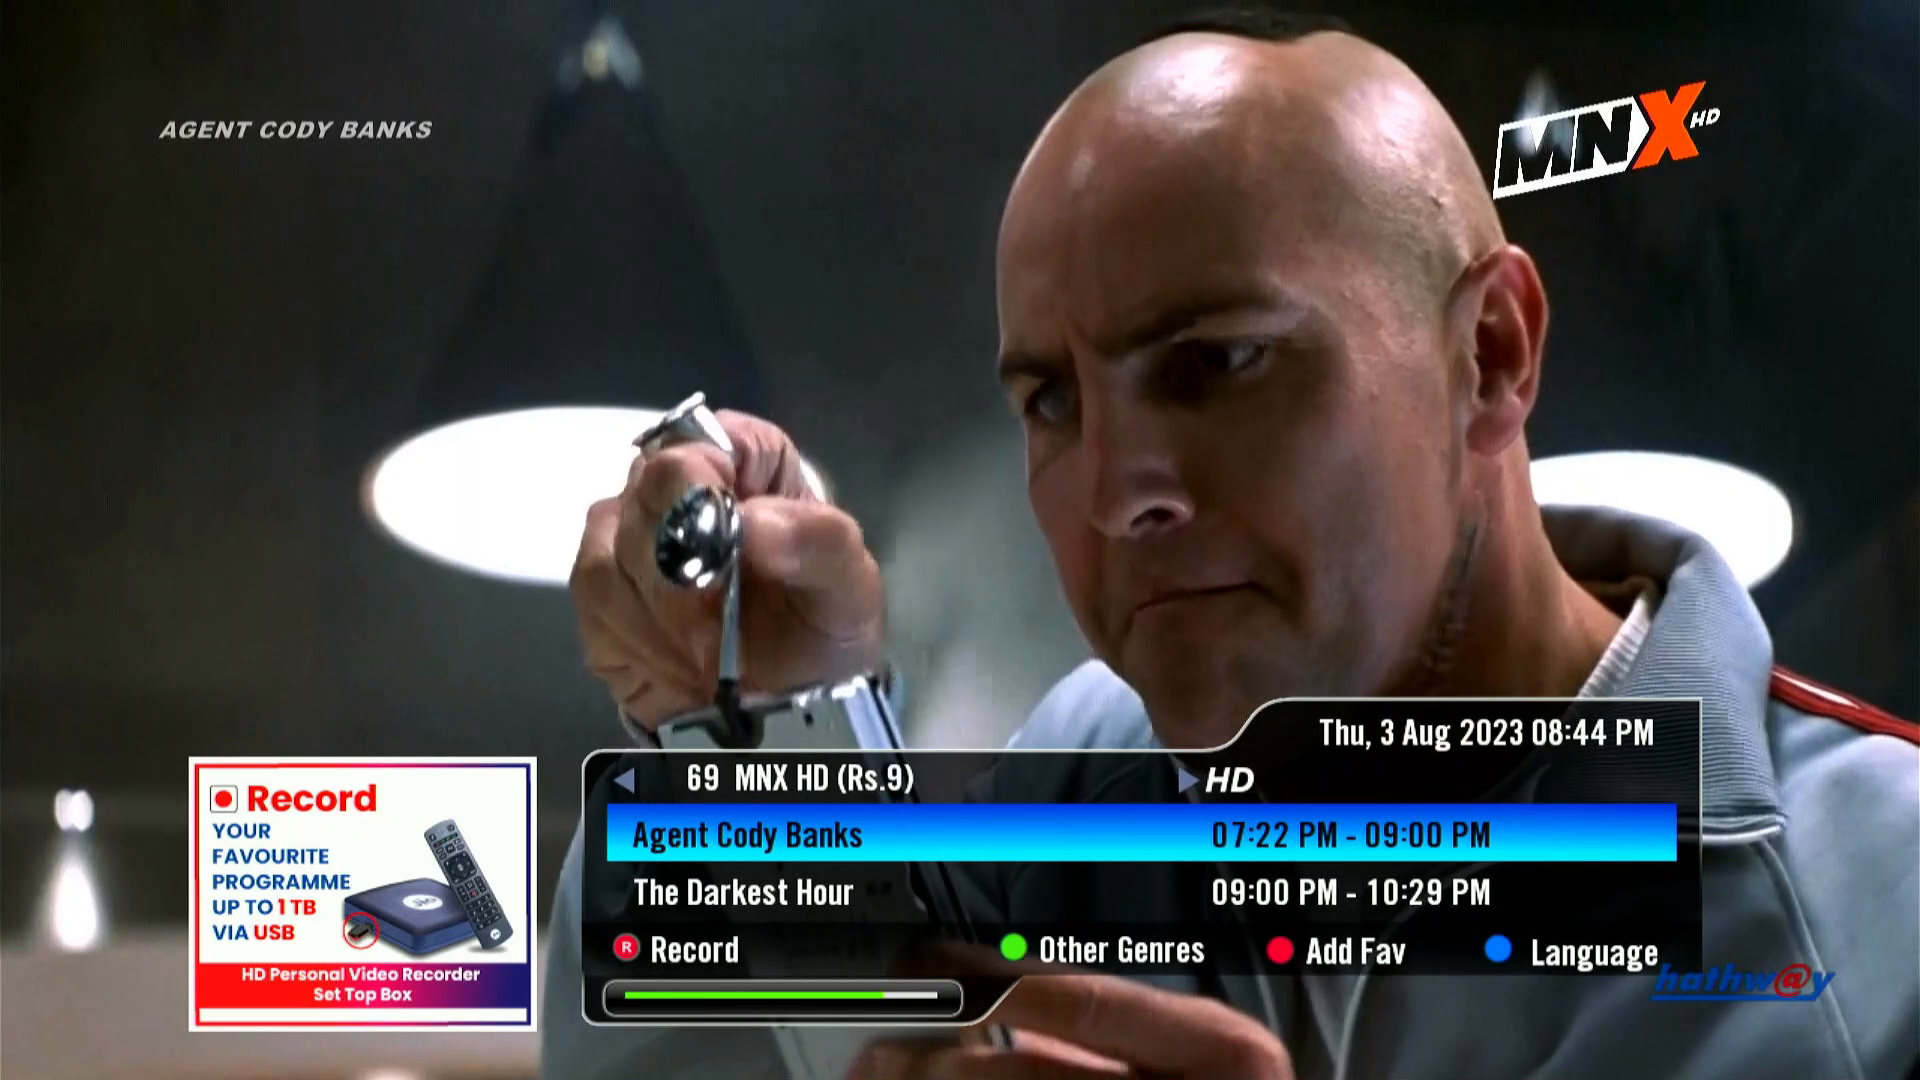 AGENT CODY BANKS
MNX HD
Thu, 3 Aug 2023 08:44 PM
69 MNX HD (Rs.9)
HD
Agent Cody Banks 07:22 PM - 09:00 PM
The Darkest Hour 09:00 PM - 10:29 PM
R Record Other Genres Add Fav Language
hathw@y
Record
YOUR
FAVOURITE
PROGRAMME
UP TO 1 TB
VIA USB
Jio
HD Personal Video Recorder
Set Top Box